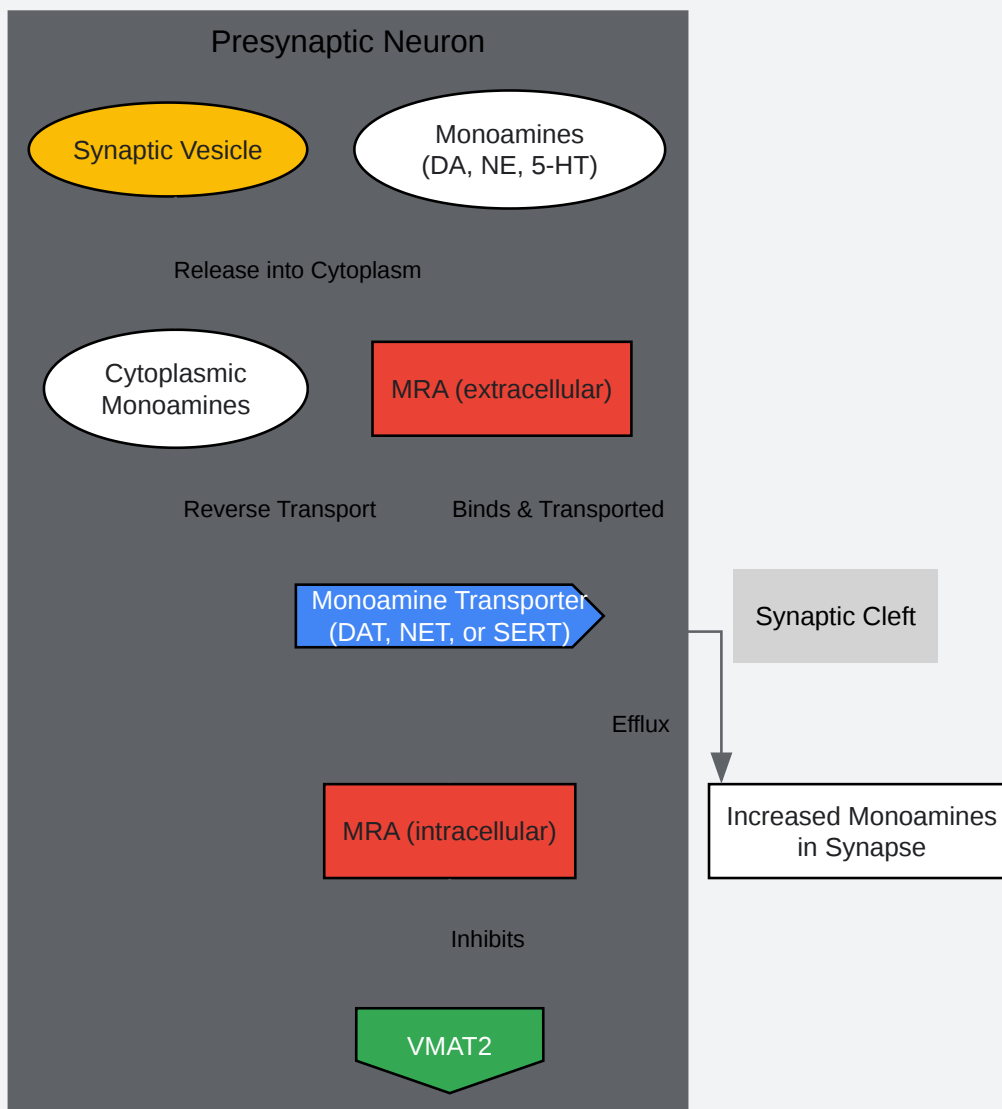 Presynaptic Neuron
Synaptic Vesicle
Monoamines
(DA, NE, 5-HT)
Release into Cytoplasm
Cytoplasmic
Monoamines
MRA (extracellular)
Reverse Transport
Binds & Transported
Monoamine Transporter
(DAT, NET, or SERT)
Synaptic Cleft
Efflux
MRA (intracellular)
Increased Monoamines
in Synapse
Inhibits
VMAT2